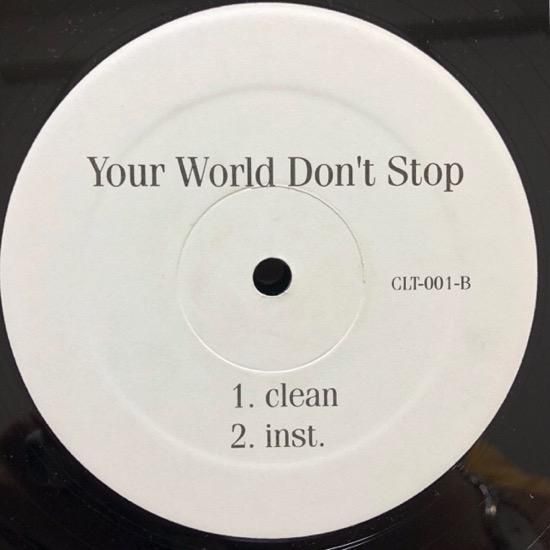 Your World Don't Stop
CLT-001-B
1. clean
2. inst.